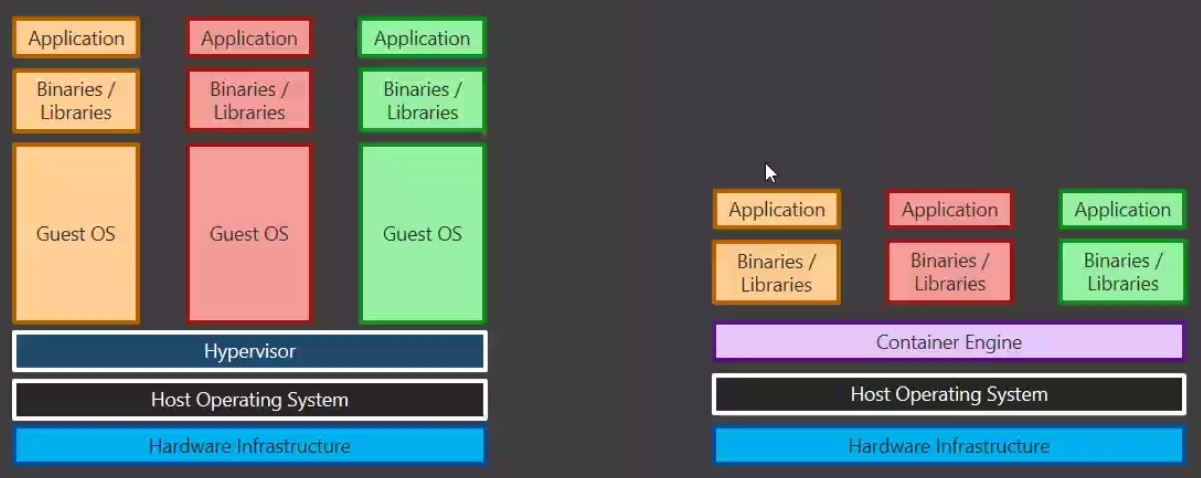 Application
Application
Application
Binaries /
Libraries
Binaries /
Libraries
Binaries /
Libraries
Guest OS
Guest OS
Guest OS
Hypervisor
Host Operating System
Hardware Infrastructure
Application
Application
Application
Binaries /
Libraries
Binaries /
Libraries
Binaries /
Libraries
Container Engine
Host Operating System
Hardware Infrastructure